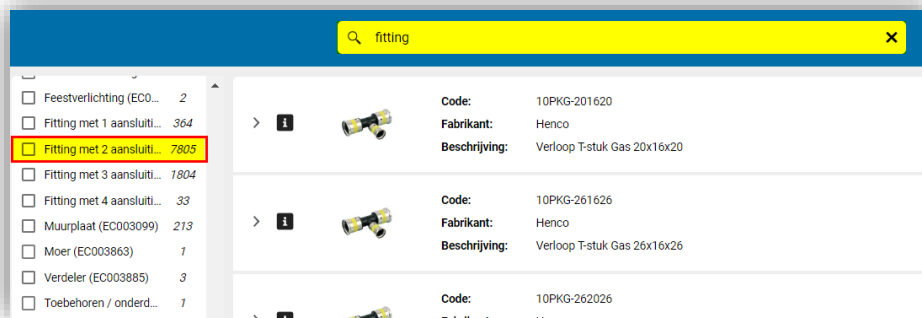 fitting
Feestverlichting (EC0... 2
Fitting met 1 aansluiti... 364
Fitting met 2 aansluiti... 7805
Fitting met 3 aansluiti... 1804
Fitting met 4 aansluiti... 33
Muurplaat (EC003099) 213
Moer (EC003863) 1
Verdeler (EC003885) 3
Toebehoren / onderd... 1
Code: 10PKG-201620
Fabrikant: Henco
Beschrijving: Verloop T-stuk Gas 20x16x20
Code: 10PKG-261626
Fabrikant: Henco
Beschrijving: Verloop T-stuk Gas 26x16x26
Code: 10PKG-262026